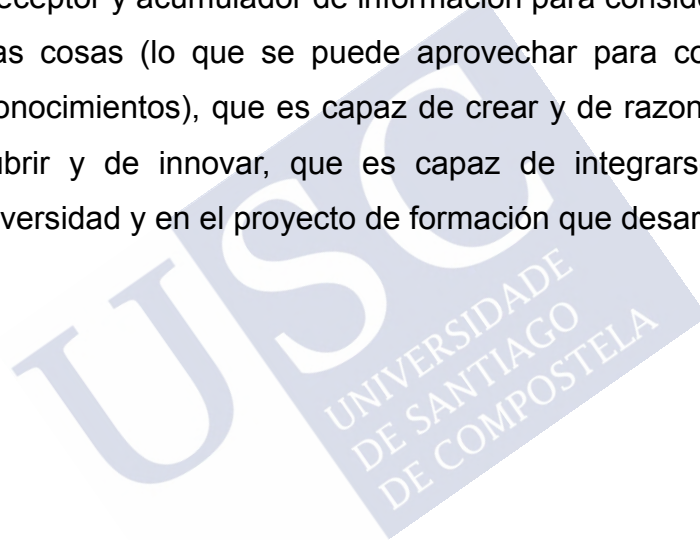 eceptor y acumulador de información para conside
as cosas (lo que se puede aprovechar para co
onocimientos), que es capaz de crear y de razon
ubrir y de innovar, que es capaz de integrars
versidad y en el proyecto de formación que desar
USC
UNIVERSIDADE
DE SANTIAGO
DE COMPOSTELA